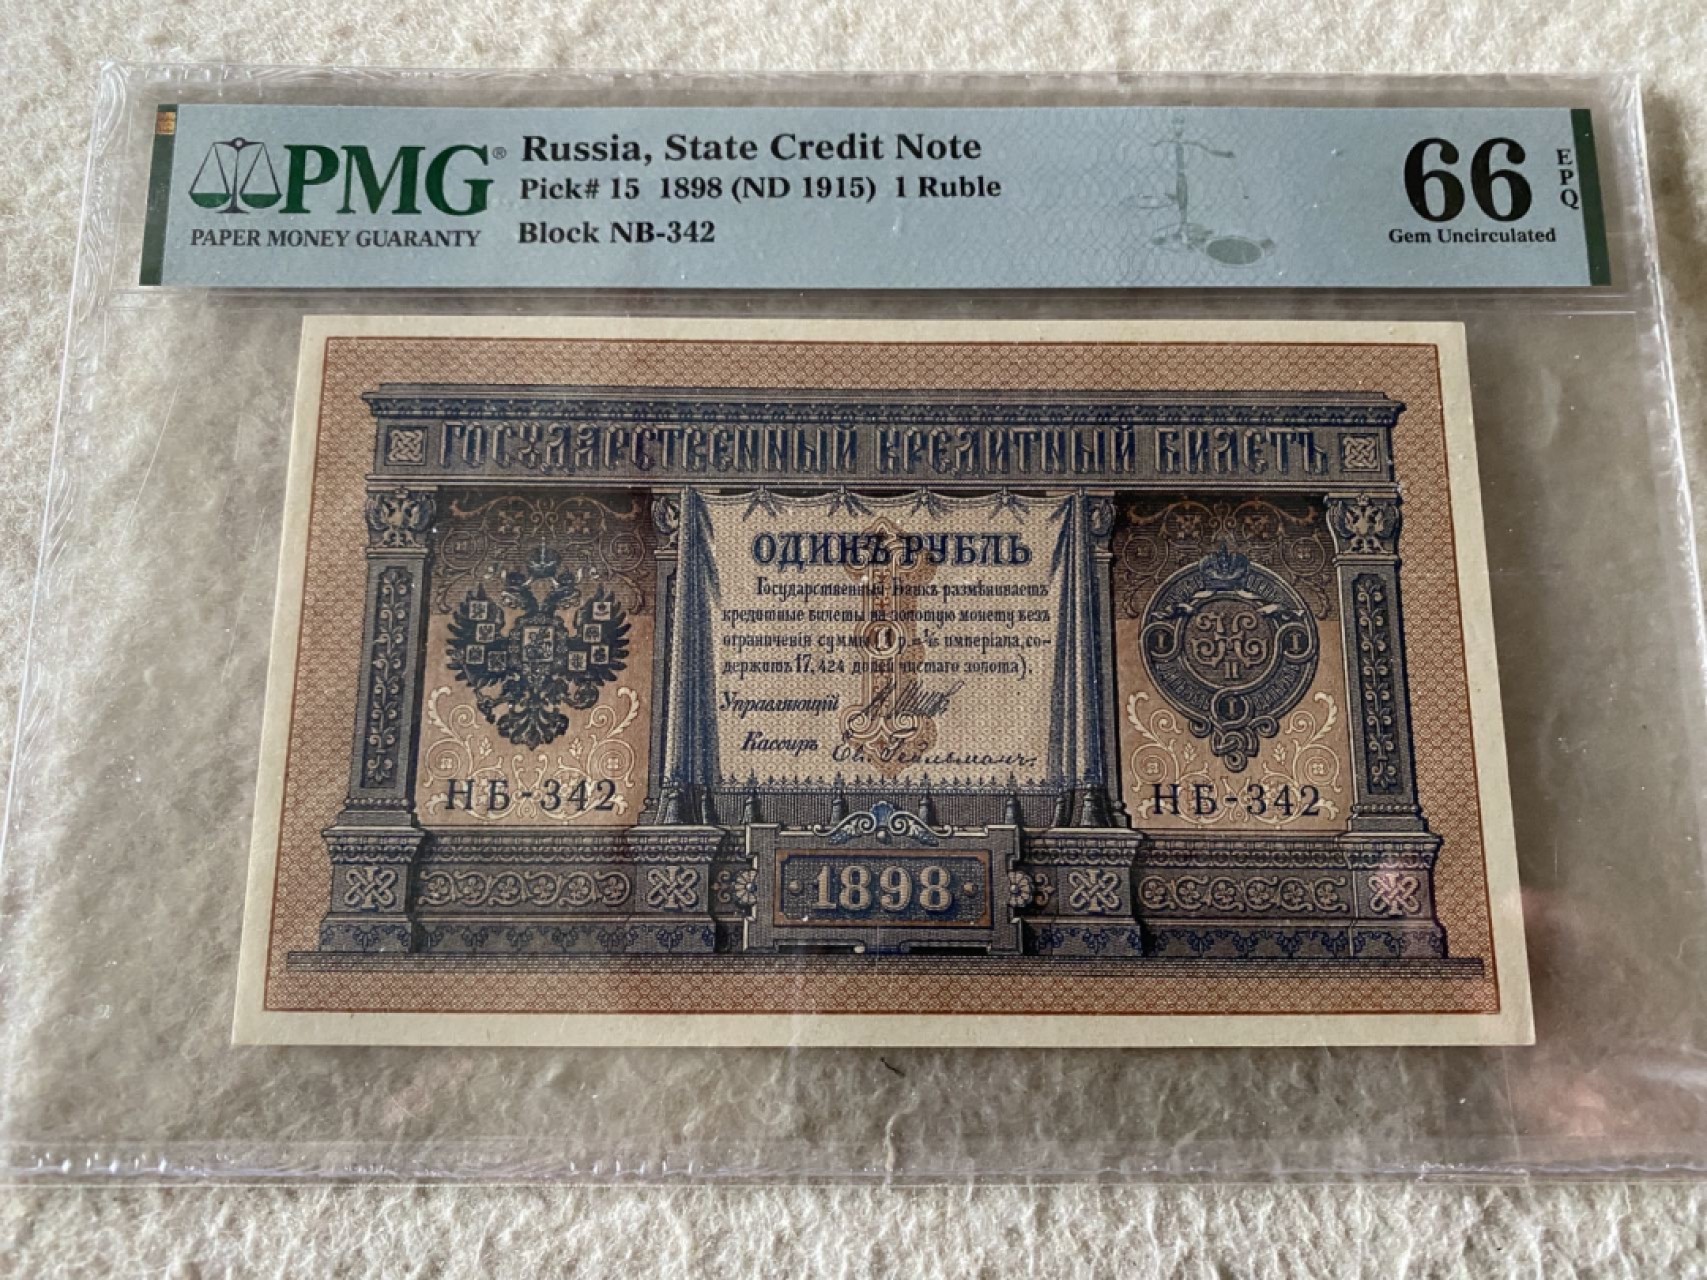 PMG®
PAPER MONEY GUARANTY
Russia, State Credit Note
Pick# 15 1898 (ND 1915) 1 Ruble
Block NB-342
66
EPQ
Gem Uncirculated
ГОСУДАРСТВЕННЫЙ КРЕДИТНЫЙ БИЛЕТЪ
ОДИНЪ РУБЛЬ
Государственный Банкъ размѣниваетъ
кредитные билеты на золотую монету безъ
ограниченія суммы (1 р.=1/15 имперіала, со-
держитъ 17,424 долей чистаго золота).
Управляющій
Кассиръ
НБ-342
НБ-342
I
I
II
I
1898